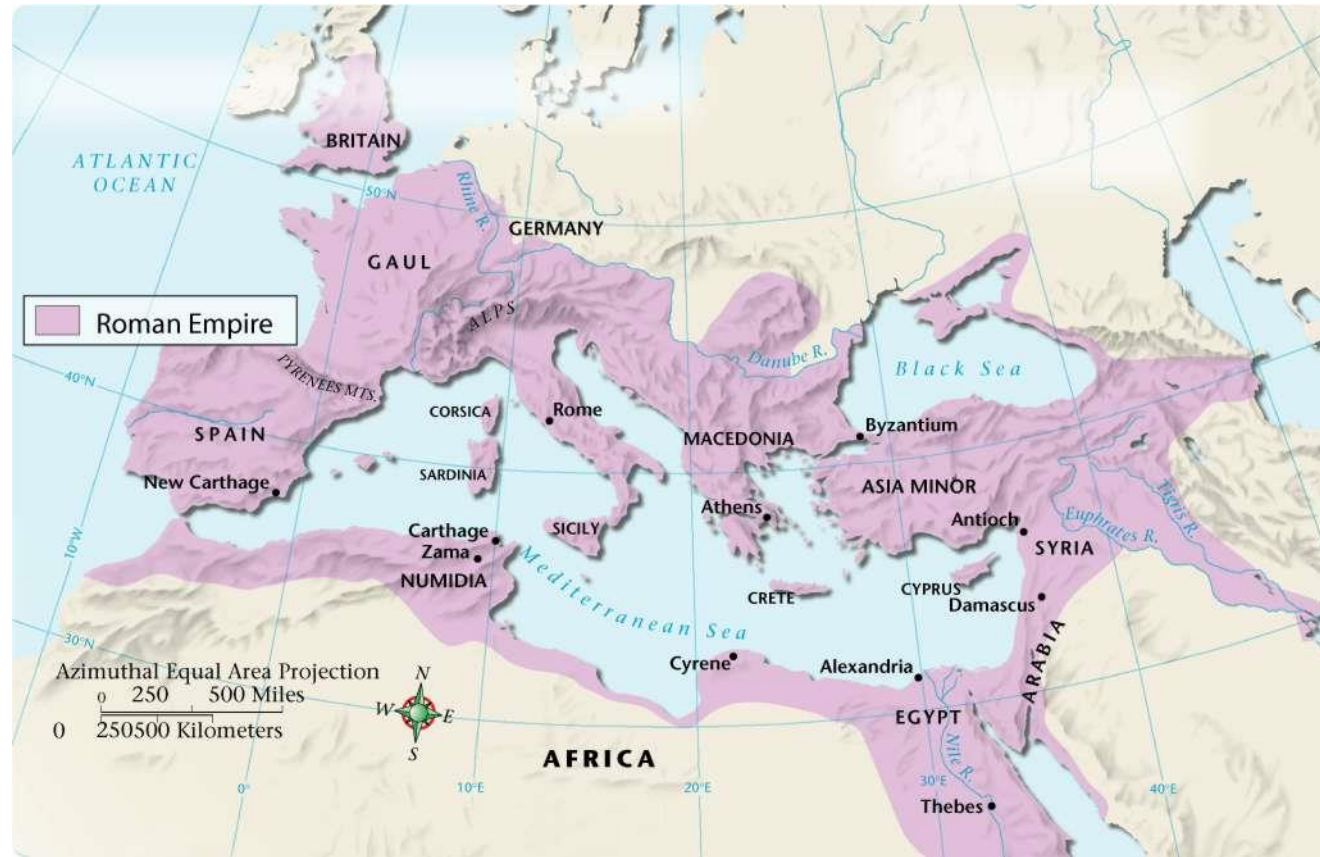 BRITAIN
ATLANTIC
OCEAN
50°N
Rhine R.
GERMANY
GAUL
Roman Empire
ALPS
PYRENEES MTS.
Danube R.
Black Sea
40°N
CORSICA
Rome
SPAIN
MACEDONIA
Byzantium
SARDINIA
New Carthage
ASIA MINOR
Athens
Antioch
Tigris R.
Euphrates R.
SICILY
Carthage
Zama
SYRIA
10°W
NUMIDIA
Mediterranean Sea
CRETE
CYPRUS
Damascus
30°N
Cyrene
Alexandria
ARABIA
Azimuthal Equal Area Projection
0 250 500 Miles
0 250500 Kilometers
N
W E
S
EGYPT
Nile R.
AFRICA
0°
10°E
20°E
30°E
40°E
Thebes